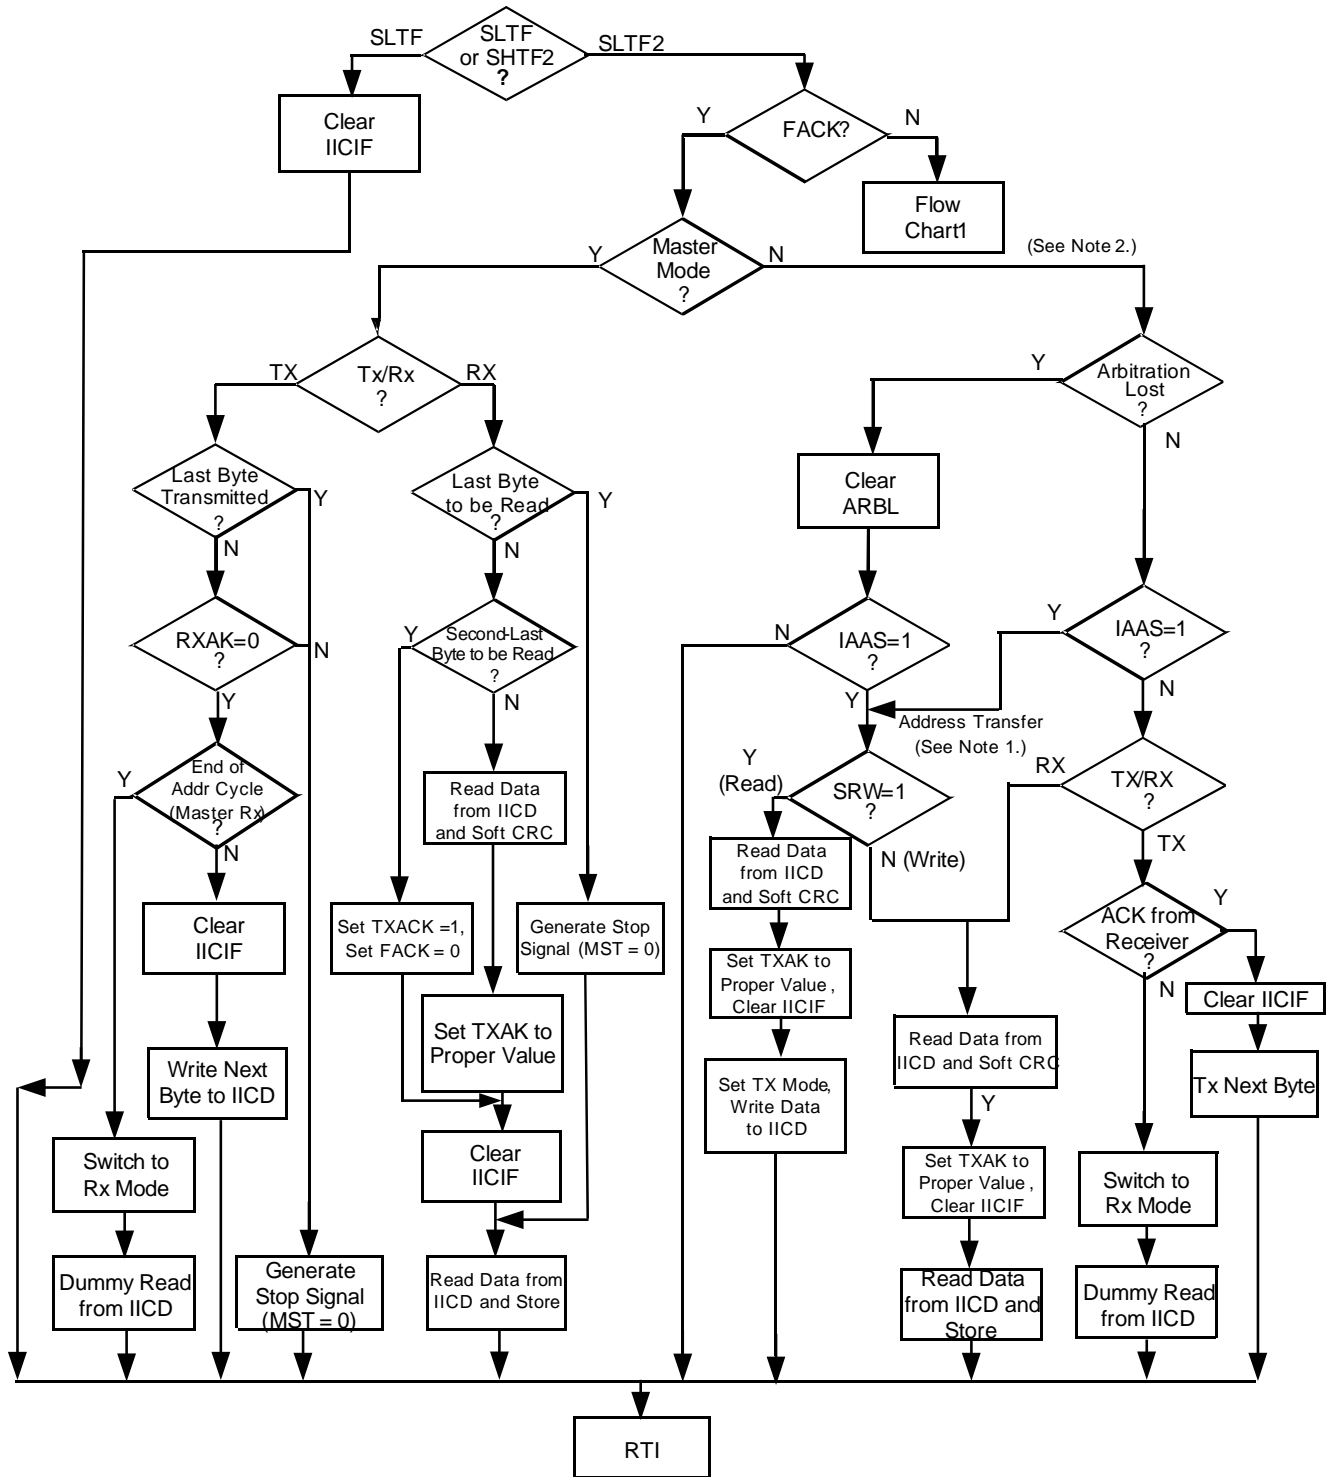 SLTF
SLTF
or SHTF2
?
SLTF2
Clear
IICIF
Y
FACK?
N
Flow
Chart1
Y
Master
Mode
?
N
(See Note 2.)
TX
Tx/Rx
?
RX
Y
Arbitration
Lost
?
N
Last Byte
Transmitted
?
Y
N
Last Byte
to be Read
?
Y
N
Clear
ARBL
RXAK=0
?
N
Y
Y
Second-Last
Byte to be Read
?
N
N
IAAS=1
?
Y
Y
IAAS=1
?
N
Address Transfer
(See Note 1.)
Y
End of
Addr Cycle
(Master Rx)
?
N
Read Data
from IICD
and Soft CRC
Y
(Read)
SRW=1
?
N (Write)
RX
TX/RX
?
TX
Read Data
from IICD
and Soft CRC
Clear
IICIF
Set TXACK =1,
Set FACK = 0
Generate Stop
Signal (MST = 0)
ACK from
Receiver
?
Y
N
Set TXAK to
Proper Value ,
Clear IICIF
Clear IICIF
Set TXAK to
Proper Value
Read Data from
IICD and Soft CRC
Y
Write Next
Byte to IICD
Set TX Mode,
Write Data
to IICD
Tx Next Byte
Switch to
Rx Mode
Clear
IICIF
Set TXAK to
Proper Value ,
Clear IICIF
Switch to
Rx Mode
Dummy Read
from IICD
Generate
Stop Signal
(MST = 0)
Read Data from
IICD and Store
Read Data
from IICD and
Store
Dummy Read
from IICD
RTI